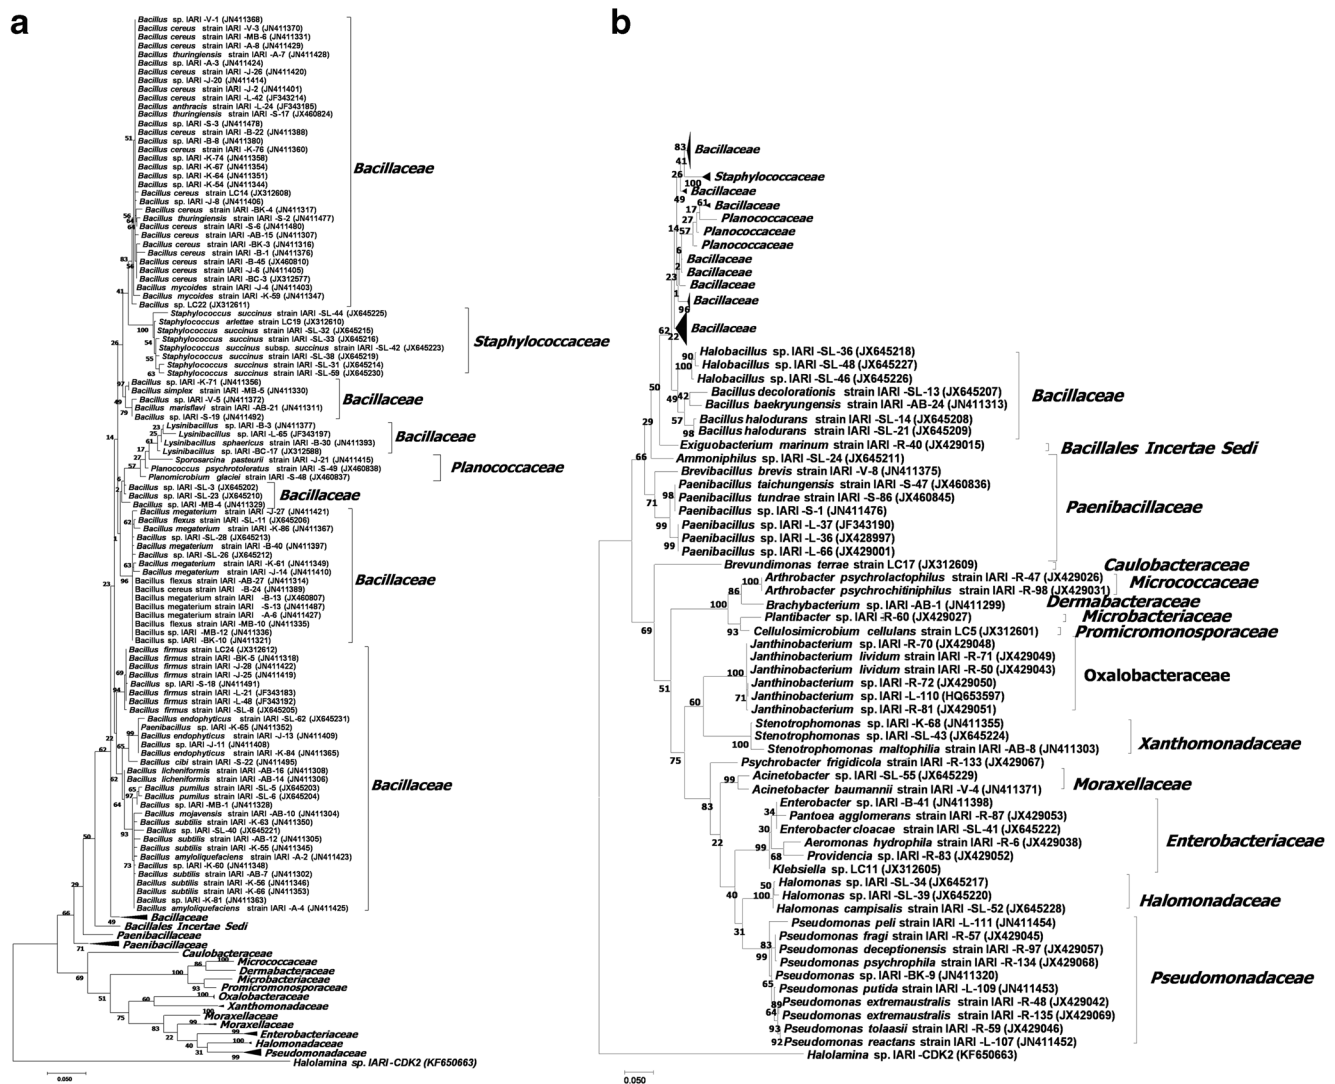 a
Bacillus sp. IARI -V-1 (JN411368)
Bacillus cereus strain IARI -V-3 (JN411370)
Bacillus cereus strain IARI -MB-6 (JN411331)
Bacillus cereus strain IARI -A-8 (JN411429)
Bacillus thuringiensis strain IARI -A-7 (JN411428)
Bacillus sp. IARI -A-3 (JN411424)
Bacillus cereus strain IARI -J-26 (JN411420)
Bacillus sp. IARI -J-20 (JN411414)
Bacillus cereus strain IARI -J-2 (JN411401)
Bacillus cereus strain IARI -L-42 (JF343214)
Bacillus anthracis strain IARI -L-24 (JF343185)
Bacillus thuringiensis strain IARI -S-17 (JX460824)
Bacillus sp. IARI -S-3 (JN411478)
Bacillus cereus strain IARI -B-22 (JN411388)
Bacillus sp. IARI -B-8 (JN411380)
Bacillus cereus strain IARI -K-76 (JN411360)
Bacillus sp. IARI -K-74 (JN411358)
Bacillus sp. IARI -K-67 (JN411354)
Bacillus sp. IARI -K-64 (JN411351)
Bacillus sp. IARI -K-54 (JN411344)
Bacillus cereus strain LC14 (JX312608)
Bacillus sp. IARI -J-8 (JN411406)
Bacillus cereus strain IARI -BK-4 (JN411317)
Bacillus thuringiensis strain IARI -S-2 (JN411477)
Bacillus cereus strain IARI -S-6 (JN411480)
Bacillus cereus strain IARI -AB-15 (JN411307)
Bacillus cereus strain IARI -BK-3 (JN411316)
Bacillus cereus strain IARI -B-1 (JN411376)
Bacillus cereus strain IARI -B-45 (JX460810)
Bacillus cereus strain IARI -J-6 (JN411405)
Bacillus cereus strain IARI -BC-3 (JX312577)
Bacillus mycoides strain IARI -J-4 (JN411403)
Bacillus mycoides strain IARI -K-59 (JN411347)
Bacillus sp. LC22 (JX312611)
Bacillaceae
Staphylococcus succinus strain IARI -SL-44 (JX645225)
Staphylococcus arlettae strain LC19 (JX312610)
Staphylococcus succinus strain IARI -SL-32 (JX645215)
Staphylococcus succinus strain IARI -SL-33 (JX645216)
Staphylococcus succinus subsp. succinus strain IARI -SL-42 (JX645223)
Staphylococcus succinus strain IARI -SL-38 (JX645219)
Staphylococcus succinus strain IARI -SL-31 (JX645214)
Staphylococcus succinus strain IARI -SL-59 (JX645230)
Staphylococcaceae
Bacillus sp. IARI -K-71 (JN411356)
Bacillus simplex strain IARI -MB-5 (JN411330)
Bacillus sp. IARI -V-5 (JN411372)
Bacillus marisflavi strain IARI -AB-21 (JN411311)
Bacillus sp. IARI -S-19 (JN411492)
Bacillaceae
Lysinibacillus sp. IARI -B-3 (JN411377)
Lysinibacillus sp. IARI -L-65 (JF343197)
Lysinibacillus sphaericus strain IARI -B-30 (JN411393)
Lysinibacillus sp. IARI -BC-17 (JX312588)
Bacillaceae
Sporosarcina pasteurii strain IARI -J-21 (JN411415)
Planococcus psychrotoleratus strain IARI -S-49 (JX460838)
Planomicrobium glaciei strain IARI -S-48 (JX460837)
Planococcaceae
Bacillus sp. IARI -SL-3 (JX645202)
Bacillus sp. IARI -SL-23 (JX645210)
Bacillus sp. IARI -MB-4 (JN411329)
Bacillaceae
Bacillus megaterium strain IARI -J-27 (JN411421)
Bacillus flexus strain IARI -SL-11 (JX645206)
Bacillus megaterium strain IARI -K-86 (JN411367)
Bacillus sp. IARI -SL-28 (JX645213)
Bacillus megaterium strain IARI -B-40 (JN411397)
Bacillus sp. IARI -SL-26 (JX645212)
Bacillus megaterium strain IARI -K-61 (JN411349)
Bacillus megaterium strain IARI -J-14 (JN411410)
Bacillus flexus strain IARI -AB-27 (JN411314)
Bacillus cereus strain IARI -B-24 (JN411389)
Bacillus megaterium strain IARI -B-13 (JX460807)
Bacillus megaterium strain IARI -S-13 (JN411487)
Bacillus megaterium strain IARI -A-6 (JN411427)
Bacillus flexus strain IARI -MB-10 (JN411335)
Bacillus sp. IARI -MB-12 (JN411336)
Bacillus sp. IARI -BK-10 (JN411321)
Bacillaceae
Bacillus firmus strain LC24 (JX312612)
Bacillus firmus strain IARI -BK-5 (JN411318)
Bacillus firmus strain IARI -J-28 (JN411422)
Bacillus firmus strain IARI -J-25 (JN411419)
Bacillus sp. IARI -S-18 (JN411491)
Bacillus firmus strain IARI -L-21 (JF343183)
Bacillus firmus strain IARI -L-48 (JF343192)
Bacillus firmus strain IARI -SL-8 (JX645205)
Bacillus endophyticus strain IARI -SL-62 (JX645231)
Paenibacillus sp. IARI -K-65 (JN411352)
Bacillus endophyticus strain IARI -J-13 (JN411409)
Bacillus sp. IARI -J-11 (JN411408)
Bacillus endophyticus strain IARI -K-84 (JN411365)
Bacillus cibi strain IARI -S-22 (JN411495)
Bacillus licheniformis strain IARI -AB-16 (JN411308)
Bacillus licheniformis strain IARI -AB-14 (JN411306)
Bacillus pumilus strain IARI -SL-5 (JX645203)
Bacillus pumilus strain IARI -SL-6 (JX645204)
Bacillus sp. IARI -MB-1 (JN411328)
Bacillus mojavensis strain IARI -AB-10 (JN411304)
Bacillus subtilis strain IARI -K-63 (JN411350)
Bacillus sp. IARI -SL-40 (JX645221)
Bacillus subtilis strain IARI -AB-12 (JN411305)
Bacillus subtilis strain IARI -K-55 (JN411345)
Bacillus amyloliquefaciens strain IARI -A-2 (JN411423)
Bacillus sp. IARI -K-60 (JN411348)
Bacillus subtilis strain IARI -AB-7 (JN411302)
Bacillus subtilis strain IARI -K-56 (JN411346)
Bacillus subtilis strain IARI -K-66 (JN411353)
Bacillus sp. IARI -K-81 (JN411363)
Bacillus amyloliquefaciens strain IARI -A-4 (JN411425)
Bacillaceae
Bacillaceae
Bacillales Incertae Sedi
Paenibacillaceae
Paenibacillaceae
Caulobacteraceae
Micrococcaceae
Dermabacteraceae
Microbacteriaceae
Promicromonosporaceae
Oxalobacteraceae
Xanthomonadaceae
Moraxellaceae
Moraxellaceae
Enterobacteriaceae
Halomonadaceae
Pseudomonadaceae
Halolamina sp. IARI-CDK2 (KF650663)
0.050
b
Bacillaceae
Staphylococcaceae
Bacillaceae
Bacillaceae
Planococcaceae
Planococcaceae
Planococcaceae
Bacillaceae
Bacillaceae
Bacillaceae
Bacillaceae
Bacillaceae
Halobacillus sp. IARI -SL-36 (JX645218)
Halobacillus sp. IARI -SL-48 (JX645227)
Halobacillus sp. IARI -SL-46 (JX645226)
Bacillus decolorationis strain IARI -SL-13 (JX645207)
Bacillus baekryungensis strain IARI -AB-24 (JN411313)
Bacillus halodurans strain IARI -SL-14 (JX645208)
Bacillus halodurans strain IARI -SL-21 (JX645209)
Bacillaceae
Exiguobacterium marinum strain IARI -R-40 (JX429015)
Bacillales Incertae Sedi
Ammoniphilus sp. IARI -SL-24 (JX645211)
Brevibacillus brevis strain IARI -V-8 (JN411375)
Paenibacillus taichungensis strain IARI -S-47 (JX460836)
Paenibacillus tundrae strain IARI -S-86 (JX460845)
Paenibacillus sp. IARI -S-1 (JN411476)
Paenibacillus sp. IARI -L-37 (JF343190)
Paenibacillus sp. IARI -L-36 (JX428997)
Paenibacillus sp. IARI -L-66 (JX429001)
Paenibacillaceae
Brevundimonas terrae strain LC17 (JX312609)
Caulobacteraceae
Arthrobacter psychrolactophilus strain IARI -R-47 (JX429026)
Arthrobacter psychrochitiniphilus strain IARI -R-98 (JX429031)
Micrococcaceae
Brachybacterium sp. IARI -AB-1 (JN411299)
Dermabacteraceae
Plantibacter sp. IARI -R-60 (JX429027)
Microbacteriaceae
Cellulosimicrobium cellulans strain LC5 (JX312601)
Promicromonosporaceae
Janthinobacterium sp. IARI -R-70 (JX429048)
Janthinobacterium lividum strain IARI -R-71 (JX429049)
Janthinobacterium lividum strain IARI -R-50 (JX429043)
Janthinobacterium sp. IARI -R-72 (JX429050)
Janthinobacterium sp. IARI -L-110 (HQ653597)
Janthinobacterium sp. IARI -R-81 (JX429051)
Oxalobacteraceae
Stenotrophomonas sp. IARI -K-68 (JN411355)
Stenotrophomonas sp. IARI -SL-43 (JX645224)
Stenotrophomonas maltophilia strain IARI -AB-8 (JN411303)
Xanthomonadaceae
Psychrobacter frigidicola strain IARI -R-133 (JX429067)
Acinetobacter sp. IARI -SL-55 (JX645229)
Acinetobacter baumannii strain IARI -V-4 (JN411371)
Moraxellaceae
Enterobacter sp. IARI -B-41 (JN411398)
Pantoea agglomerans strain IARI -R-87 (JX429053)
Enterobacter cloacae strain IARI -SL-41 (JX645222)
Aeromonas hydrophila strain IARI -R-6 (JX429038)
Providencia sp. IARI -R-83 (JX429052)
Klebsiella sp. LC11 (JX312605)
Enterobacteriaceae
Halomonas sp. IARI -SL-34 (JX645217)
Halomonas sp. IARI -SL-39 (JX645220)
Halomonas campisalis strain IARI -SL-52 (JX645228)
Halomonadaceae
Pseudomonas peli strain IARI -L-111 (JN411454)
Pseudomonas fragi strain IARI -R-57 (JX429045)
Pseudomonas deceptionensis strain IARI -R-97 (JX429057)
Pseudomonas psychrophila strain IARI -R-134 (JX429068)
Pseudomonas sp. IARI -BK-9 (JN411320)
Pseudomonas putida strain IARI -L-109 (JN411453)
Pseudomonas extremaustralis strain IARI -R-48 (JX429042)
Pseudomonas extremaustralis strain IARI -R-135 (JX429069)
Pseudomonas tolaasii strain IARI -R-59 (JX429046)
Pseudomonas reactans strain IARI -L-107 (JN411452)
Pseudomonadaceae
Halolamina sp. IARI -CDK2 (KF650663)
0.050